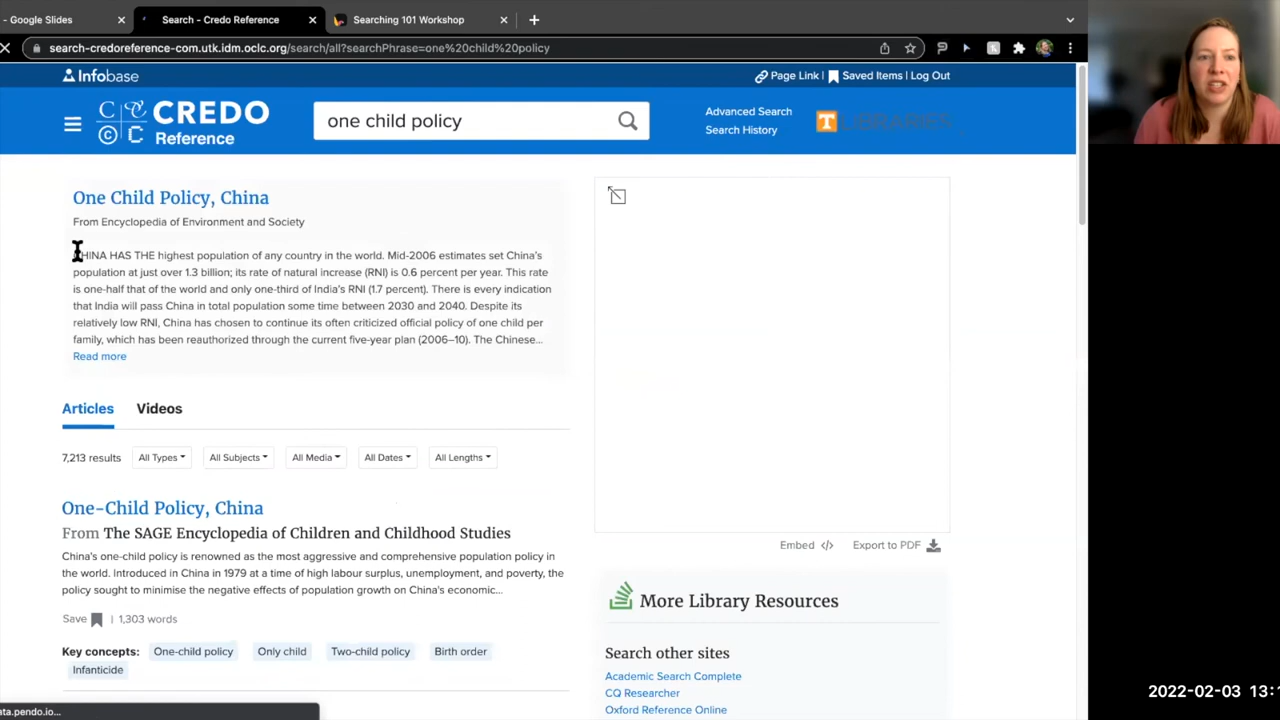 - Google Slides
Search - Credo Reference
Searching 101 Workshop
search-credoreference-com.utk.idm.oclc.org/search/all?searchPhrase=one%20child%20policy
Infobase
Page Link | Saved Items | Log Out
CREDO
Reference
one child policy
Advanced Search
Search History
T LIBRARIES
One Child Policy, China
From Encyclopedia of Environment and Society
CHINA HAS THE highest population of any country in the world. Mid-2006 estimates set China's
population at just over 1.3 billion; its rate of natural increase (RNI) is 0.6 percent per year. This rate
is one-half that of the world and only one-third of India's RNI (1.7 percent). There is every indication
that India will pass China in total population some time between 2030 and 2040. Despite its
relatively low RNI, China has chosen to continue its often criticized official policy of one child per
family, which has been reauthorized through the current five-year plan (2006–10). The Chinese...
Read more
Articles Videos
7,213 results All Types All Subjects All Media All Dates All Lengths
One-Child Policy, China
From The SAGE Encyclopedia of Children and Childhood Studies
China's one-child policy is renowned as the most aggressive and comprehensive population policy in
the world. Introduced in China in 1979 at a time of high labour surplus, unemployment, and poverty, the
policy sought to minimise the negative effects of population growth on China's economic...
Save | 1,303 words
Key concepts: One-child policy Only child Two-child policy Birth order
Infanticide
Embed </> Export to PDF
More Library Resources
Search other sites
Academic Search Complete
CQ Researcher
Oxford Reference Online
ata.pendo.io...
2022-02-03 13: